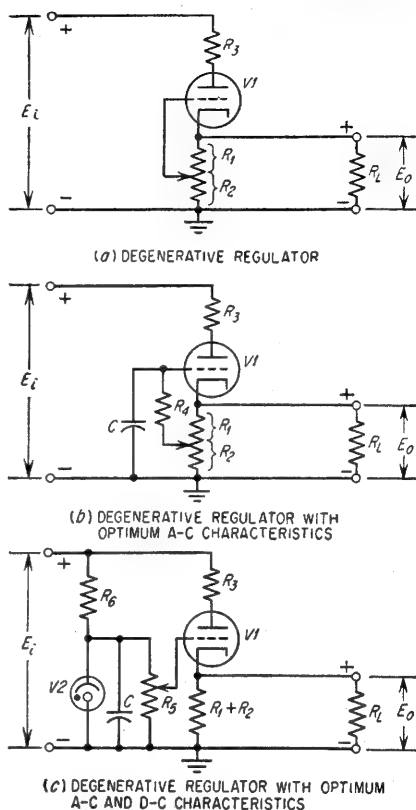 +
R3
V1
Ei
+
R1
R2
RL
Eo
−
−
(a) DEGENERATIVE REGULATOR
+
R3
V1
Ei
R4
C
+
R1
R2
RL
Eo
−
−
(b) DEGENERATIVE REGULATOR WITH
OPTIMUM A-C CHARACTERISTICS
+
R6
R3
V1
Ei
V2
C
R5
+
R1+R2
RL
Eo
−
−
(c) DEGENERATIVE REGULATOR WITH OPTIMUM
A-C AND D-C CHARACTERISTICS